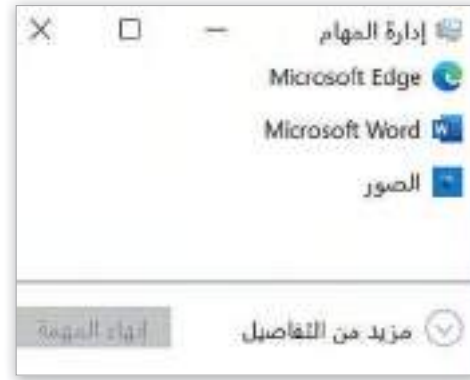 إدارة المهام
Microsoft Edge
Microsoft Word
الصور
مزيد من التفاصيل
إنهاء المهمة